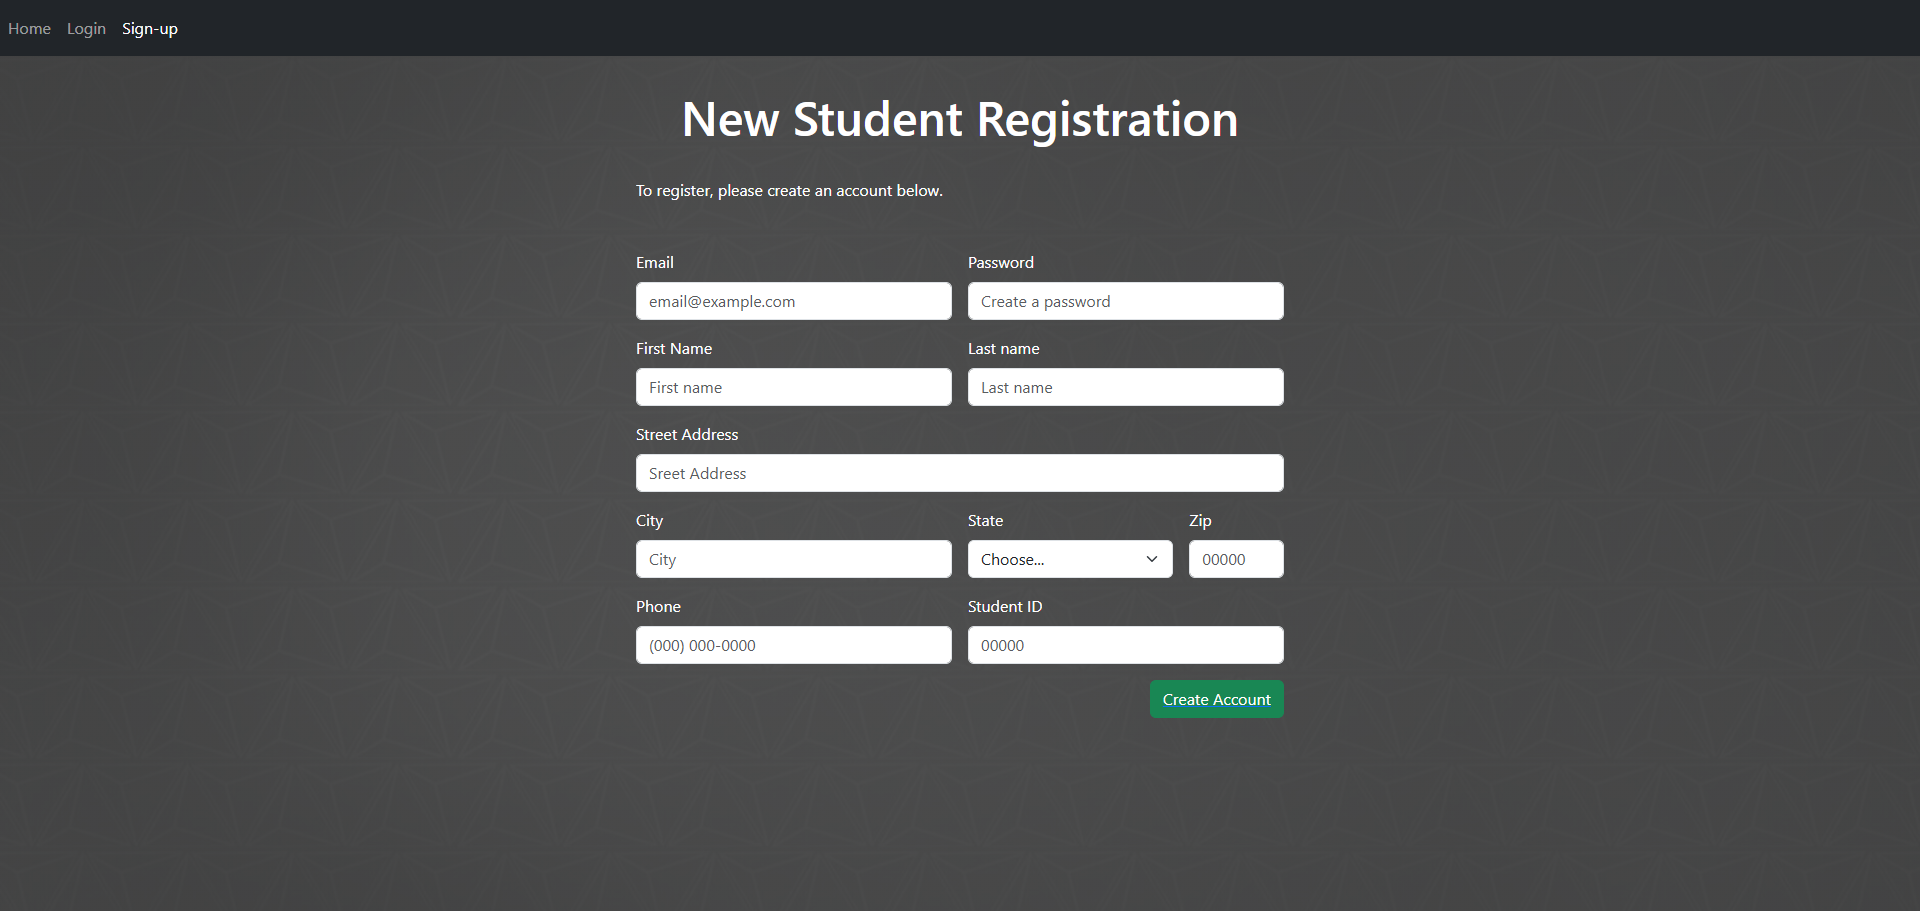 Home Login Sign-up
New Student Registration
To register, please create an account below.
Email Password
email@example.com Create a password
First Name Last name
First name Last name
Street Address
Sreet Address
City State Zip
City Choose... 00000
Phone Student ID
(000) 000-0000 00000
Create Account